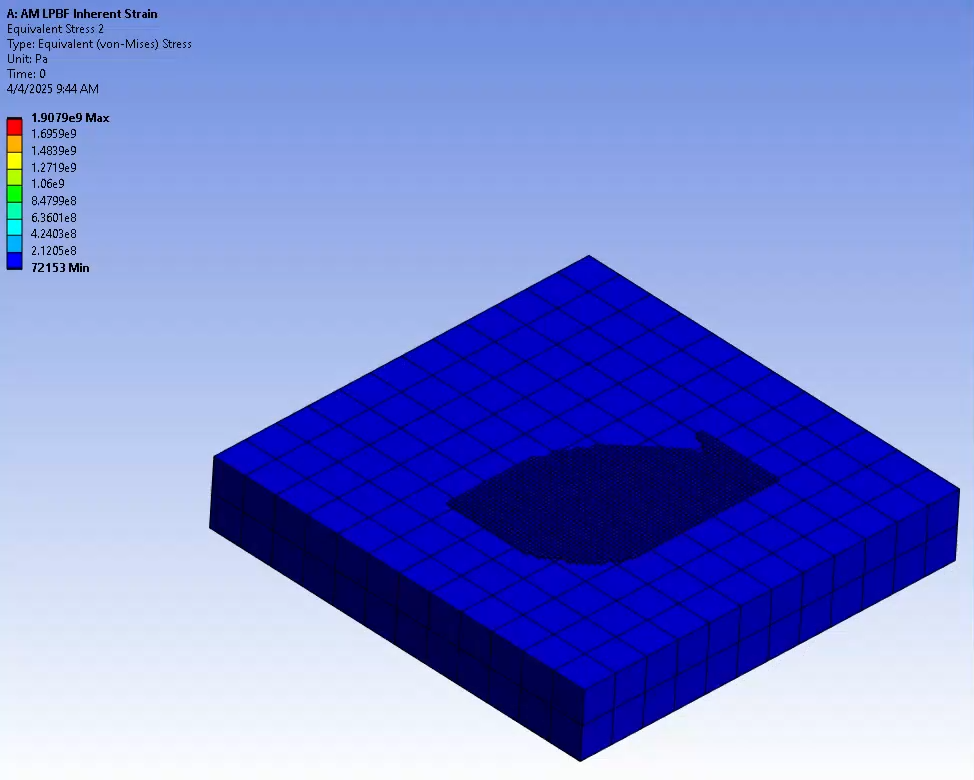 A: AM LPBF Inherent Strain
Equivalent Stress 2
Type: Equivalent (von-Mises) Stress
Unit: Pa
Time: 0
4/4/2025 9:44 AM
1.9079e9 Max
1.6959e9
1.4839e9
1.2719e9
1.06e9
8.4799e8
6.3601e8
4.2403e8
2.1205e8
72153 Min